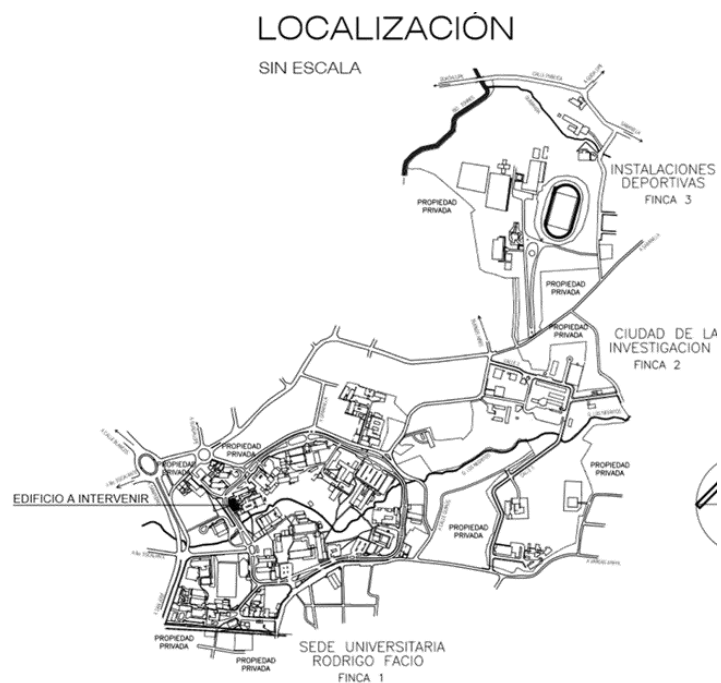 LOCALIZACIÓN
SIN ESCALA
CALLE PUBLICA
INSTALACIONES
DEPORTIVAS
FINCA 3
PROPIEDAD
PRIVADA
PROPIEDAD
PRIVADA
PROPIEDAD
PRIVADA
CIUDAD DE LA
INVESTIGACION
FINCA 2
PROPIEDAD
PRIVADA
PROPIEDAD
PRIVADA
PROPIEDAD
PRIVADA
EDIFICIO A INTERVENIR
PROPIEDAD
PRIVADA
PROPIEDAD
PRIVADA
PROPIEDAD
PRIVADA
SEDE UNIVERSITARIA
RODRIGO FACIO
FINCA 1